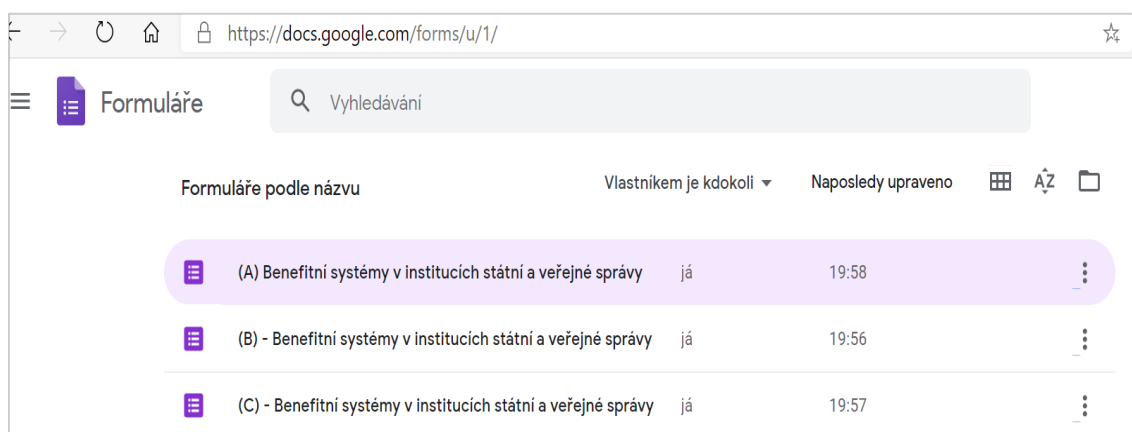 https://docs.google.com/forms/u/1/
Formuláře
Vyhledávání
Formuláře podle názvu Vlastníkem je kdokoli Naposledy upraveno AZ
(A) Benefitní systémy v institucích státní a veřejné správy já 19:58
(B) - Benefitní systémy v institucích státní a veřejné správy já 19:56
(C) - Benefitní systémy v institucích státní a veřejné správy já 19:57